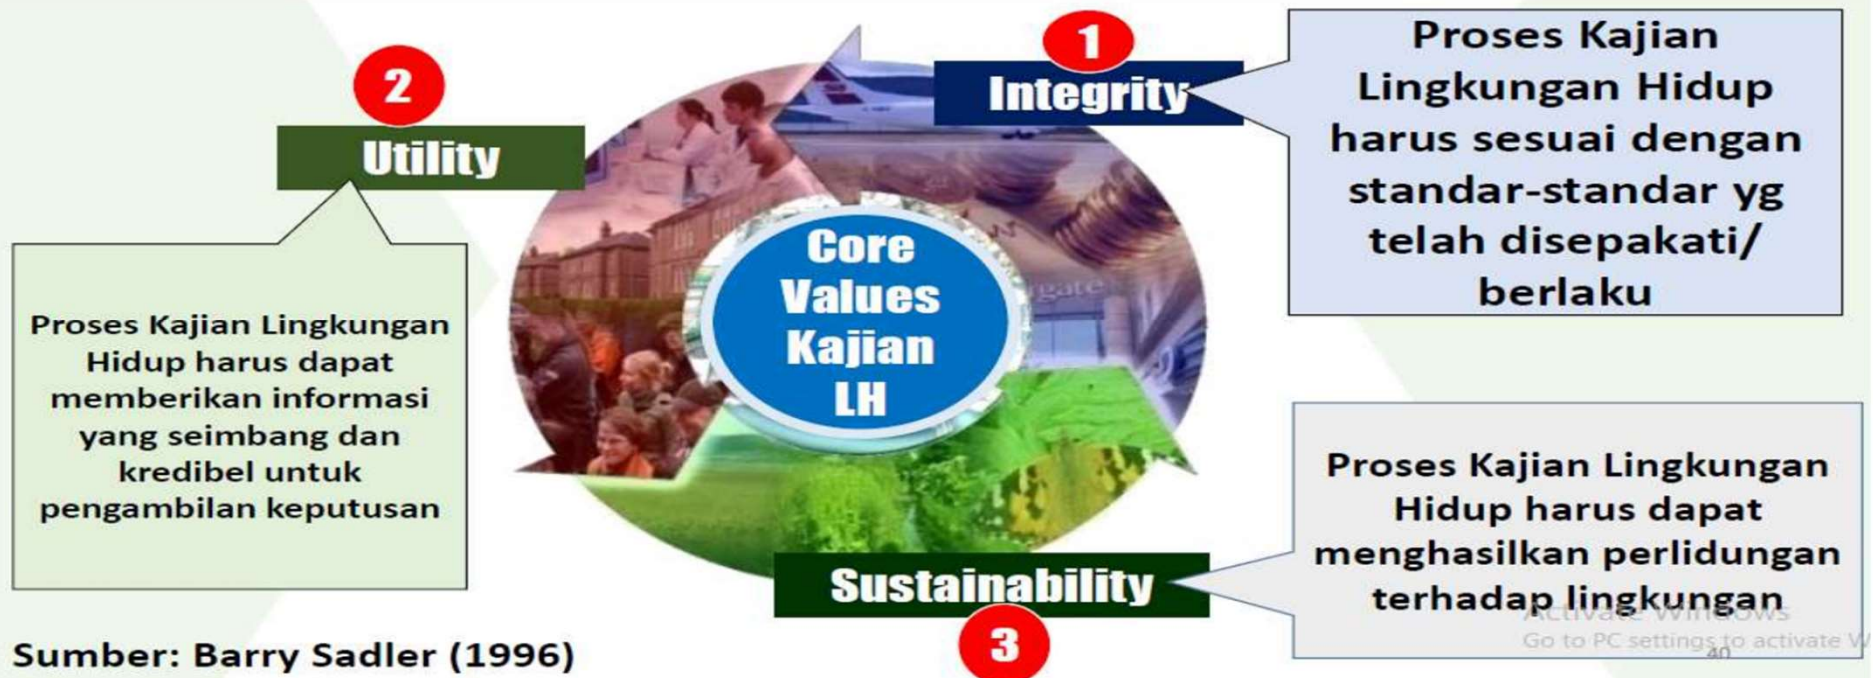 1
Integrity
Proses Kajian
Lingkungan Hidup
harus sesuai dengan
standar-standar yg
telah disepakati/
berlaku
2
Utility
Proses Kajian Lingkungan
Hidup harus dapat
memberikan informasi
yang seimbang dan
kredibel untuk
pengambilan keputusan
Core
Values
Kajian
LH
Sustainability
3
Proses Kajian Lingkungan
Hidup harus dapat
menghasilkan perlidungan
terhadap lingkungan
Activate Windows
Go to PC settings to activate W
40
Sumber: Barry Sadler (1996)